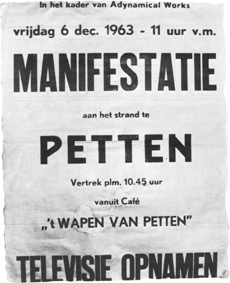 In het kader van Adynamical Works
vrijdag 6 dec. 1963 - 11 uur v.m.
MANIFESTATIE
aan het strand te
PETTEN
Vertrek plm. 10.45 uur
vanuit Café
„'t WAPEN VAN PETTEN"
TELEVISIE OPNAMEN